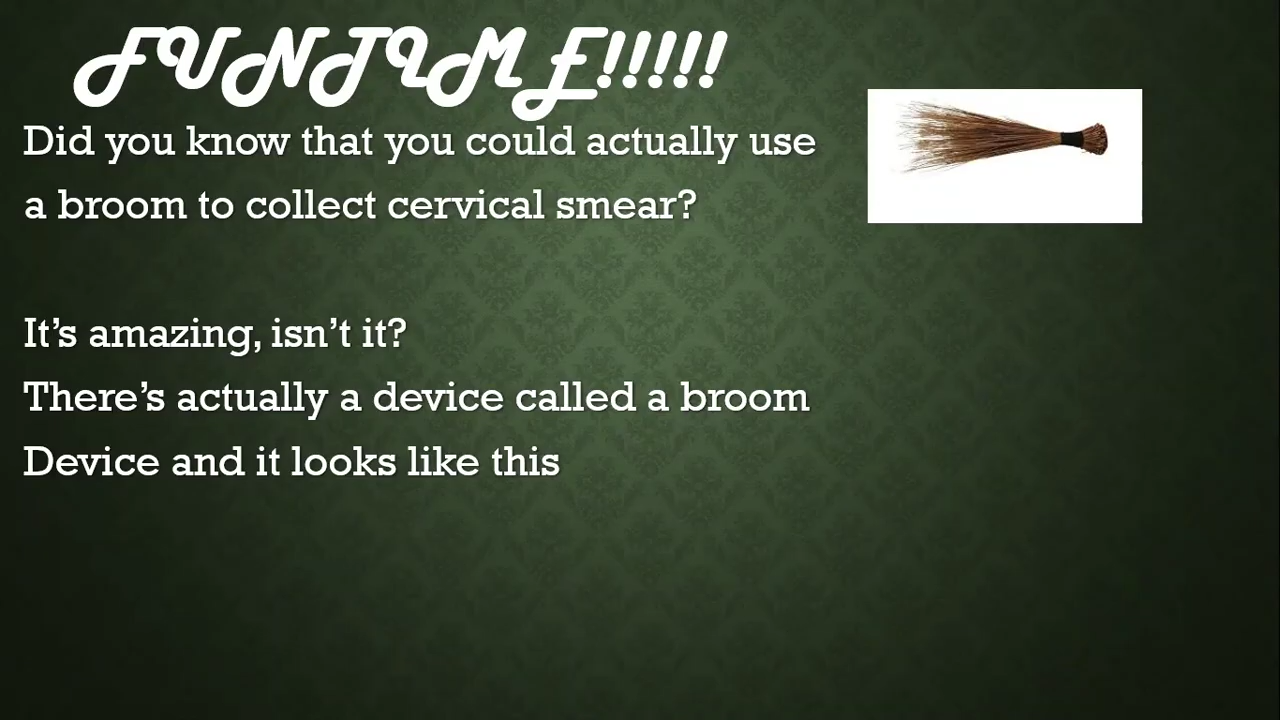 FUNTIME!!!!!
Did you know that you could actually use
a broom to collect cervical smear?
It’s amazing, isn’t it?
There’s actually a device called a broom
Device and it looks like this